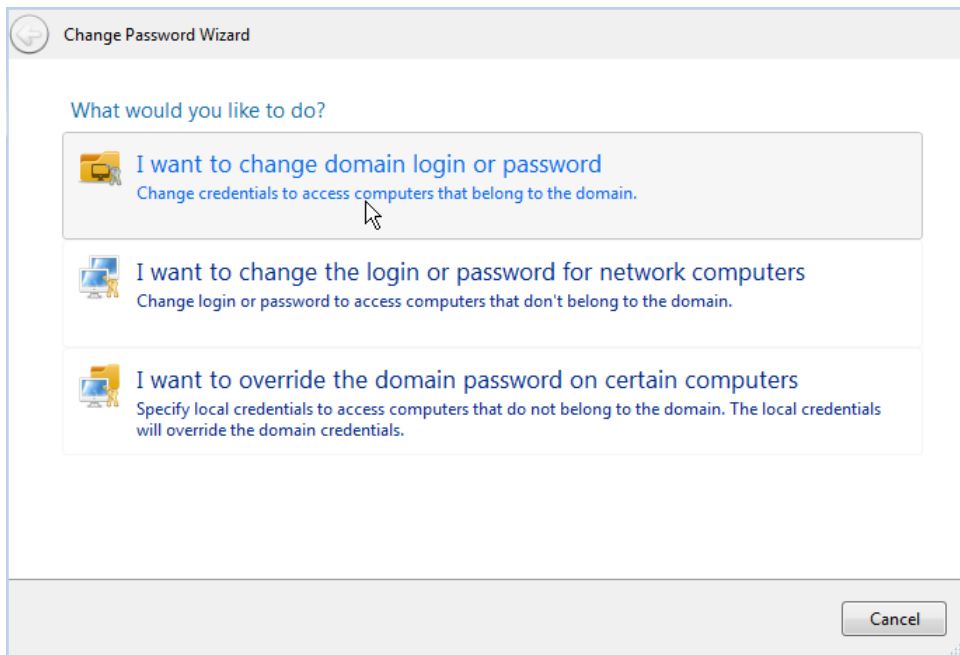 Change Password Wizard
What would you like to do?
I want to change domain login or password
Change credentials to access computers that belong to the domain.
I want to change the login or password for network computers
Change login or password to access computers that don't belong to the domain.
I want to override the domain password on certain computers
Specify local credentials to access computers that do not belong to the domain. The local credentials
will override the domain credentials.
Cancel